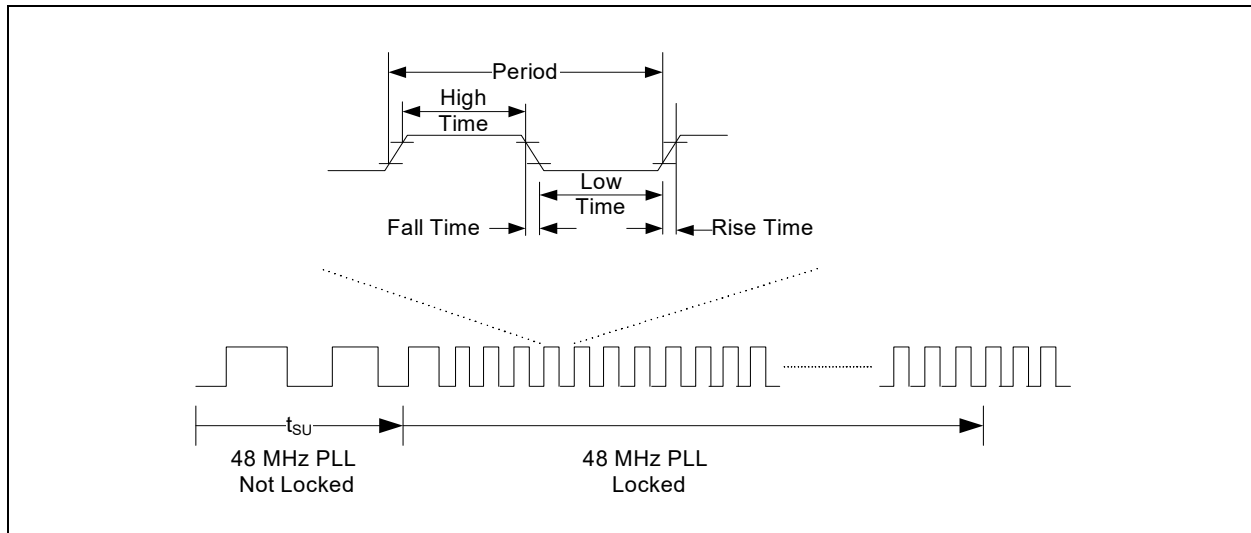 Period
High
Time
Low
Time
Fall Time
Rise Time
tSU
48 MHz PLL
Not Locked
48 MHz PLL
Locked